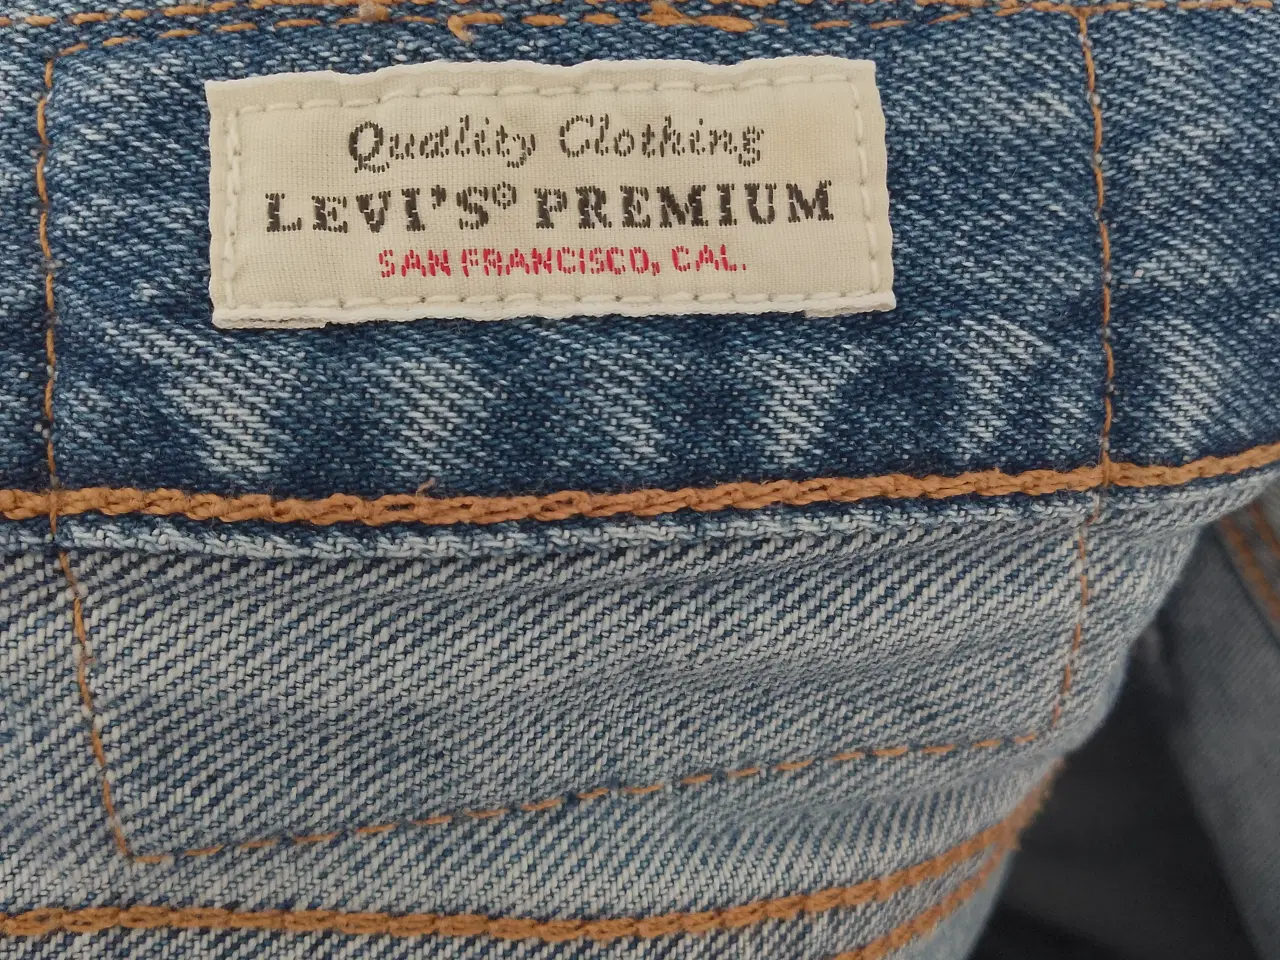 Quality Clothing
LEVI'S® PREMIUM
SAN FRANCISCO, CAL.